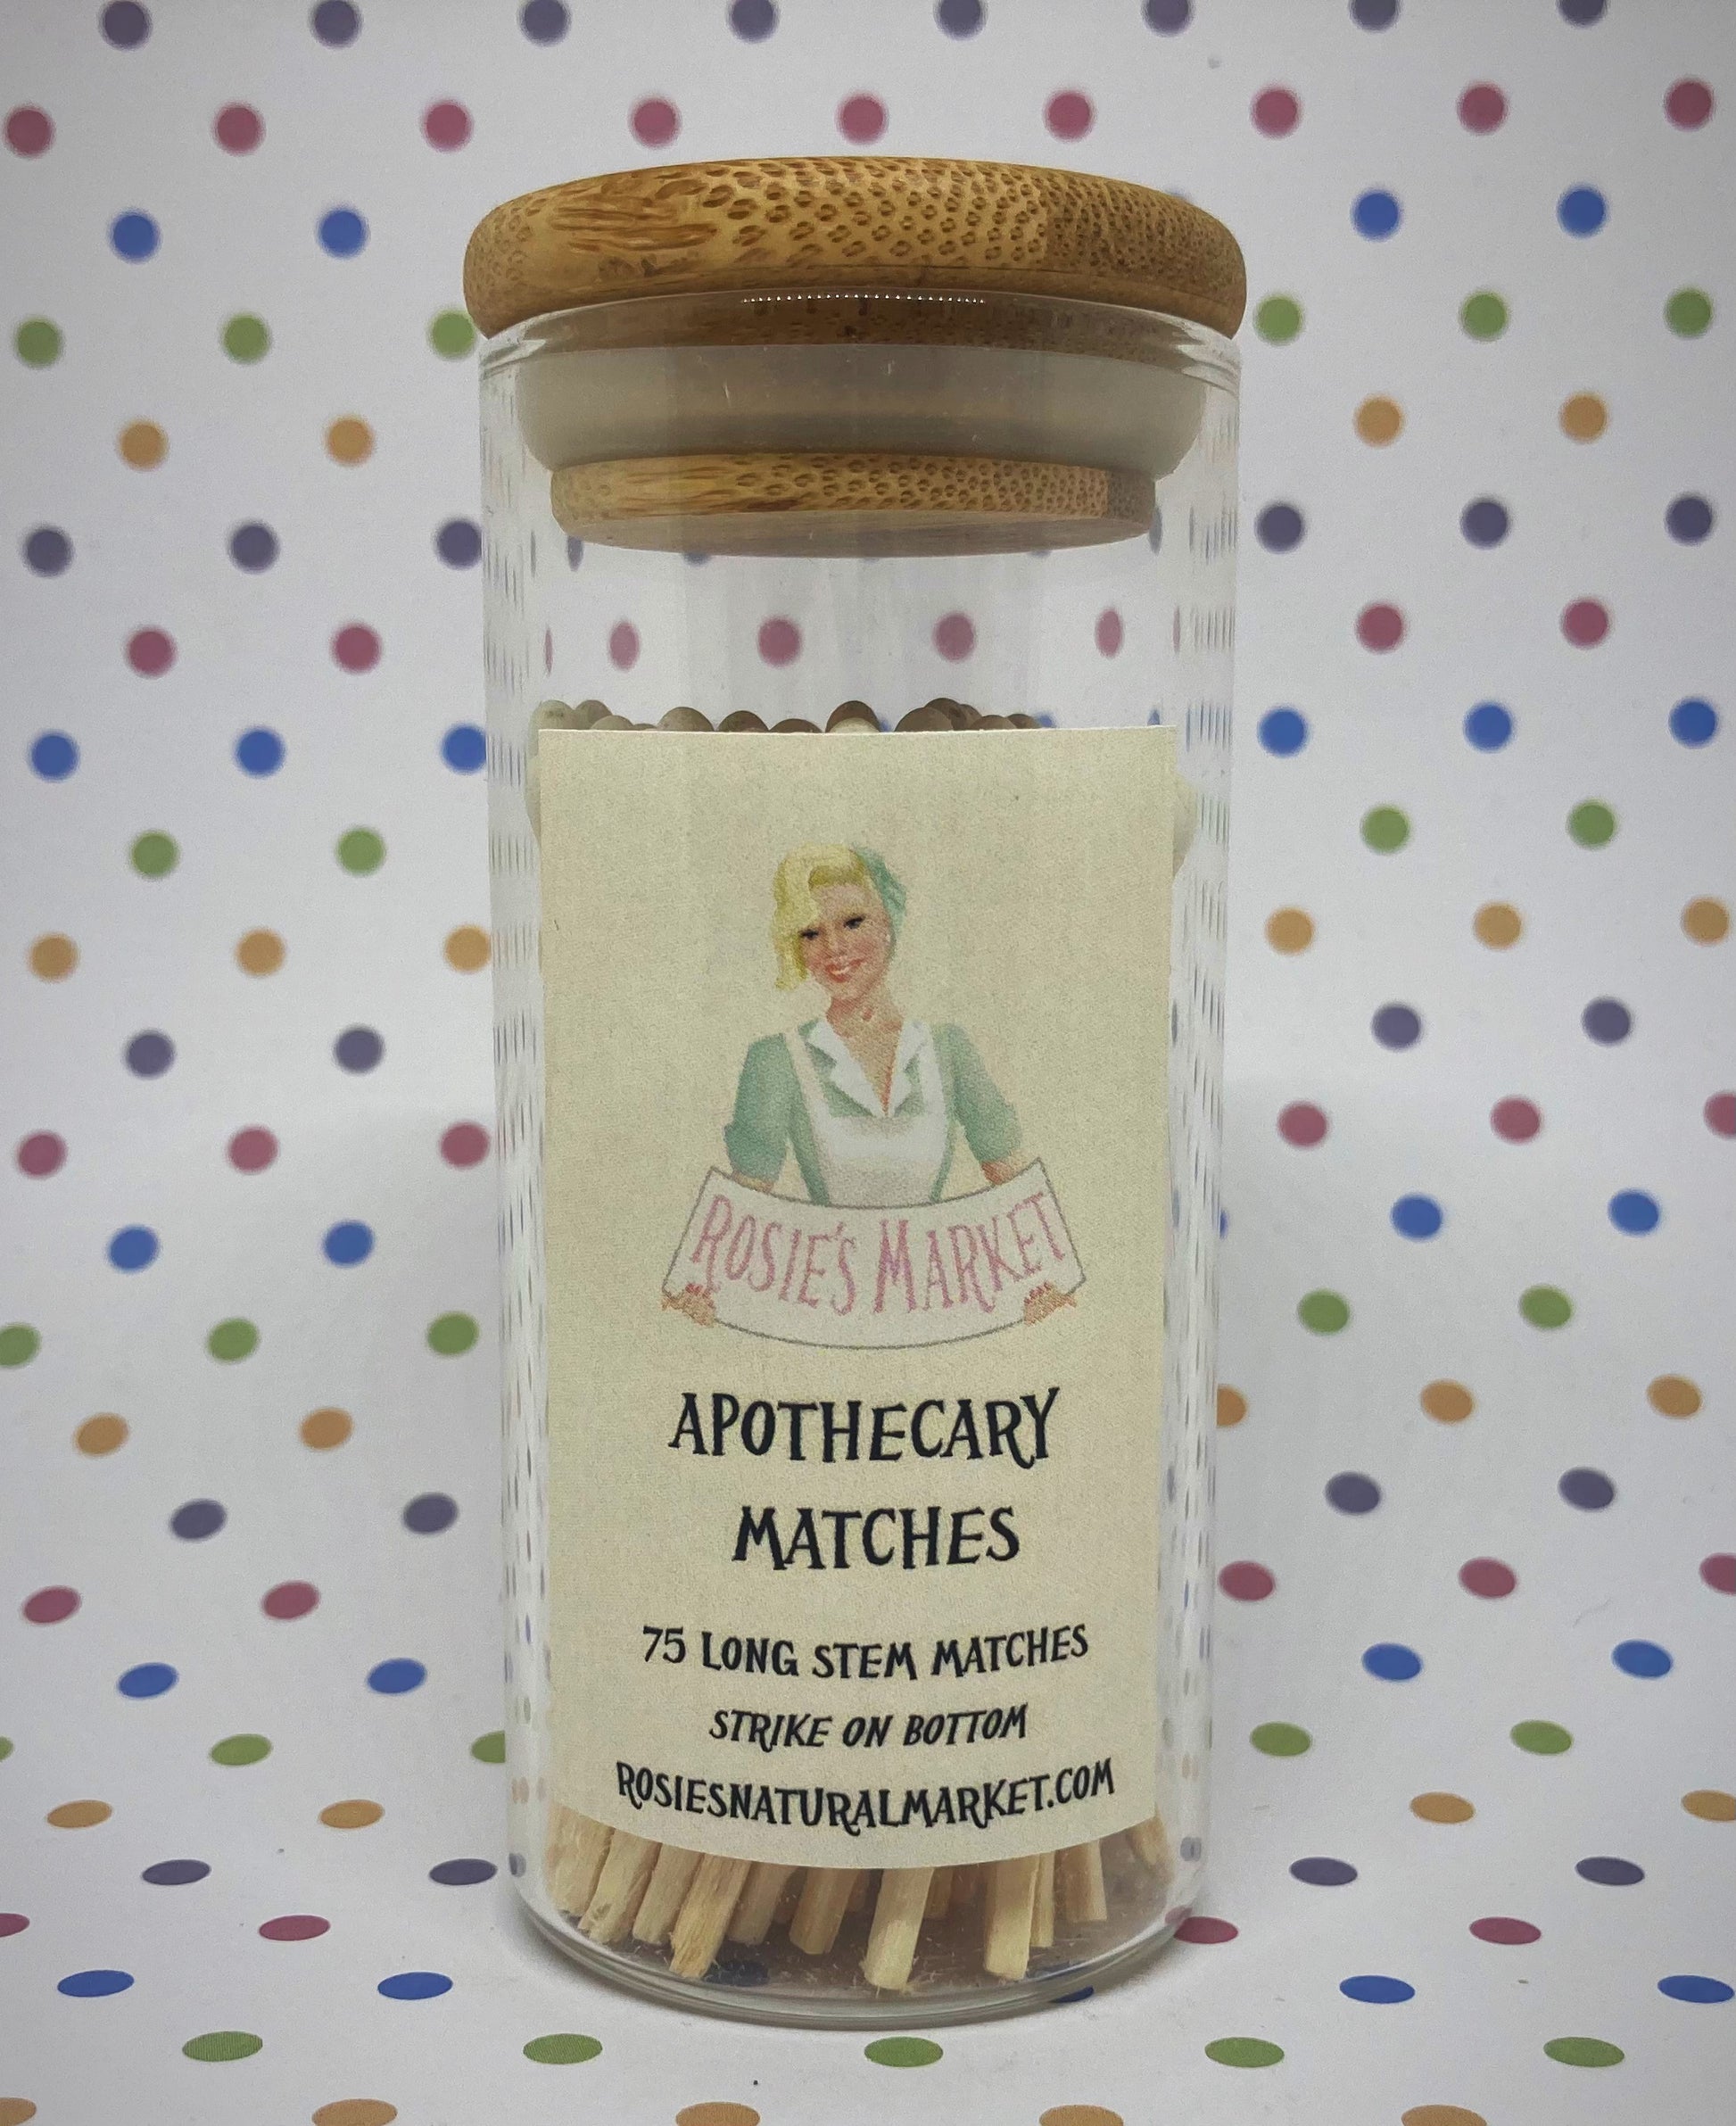 ROSIE'S MARKET
APOTHECARY
MATCHES
75 LONG STEM MATCHES
STRIKE ON BOTTOM
ROSIESNATURALMARKET.COM